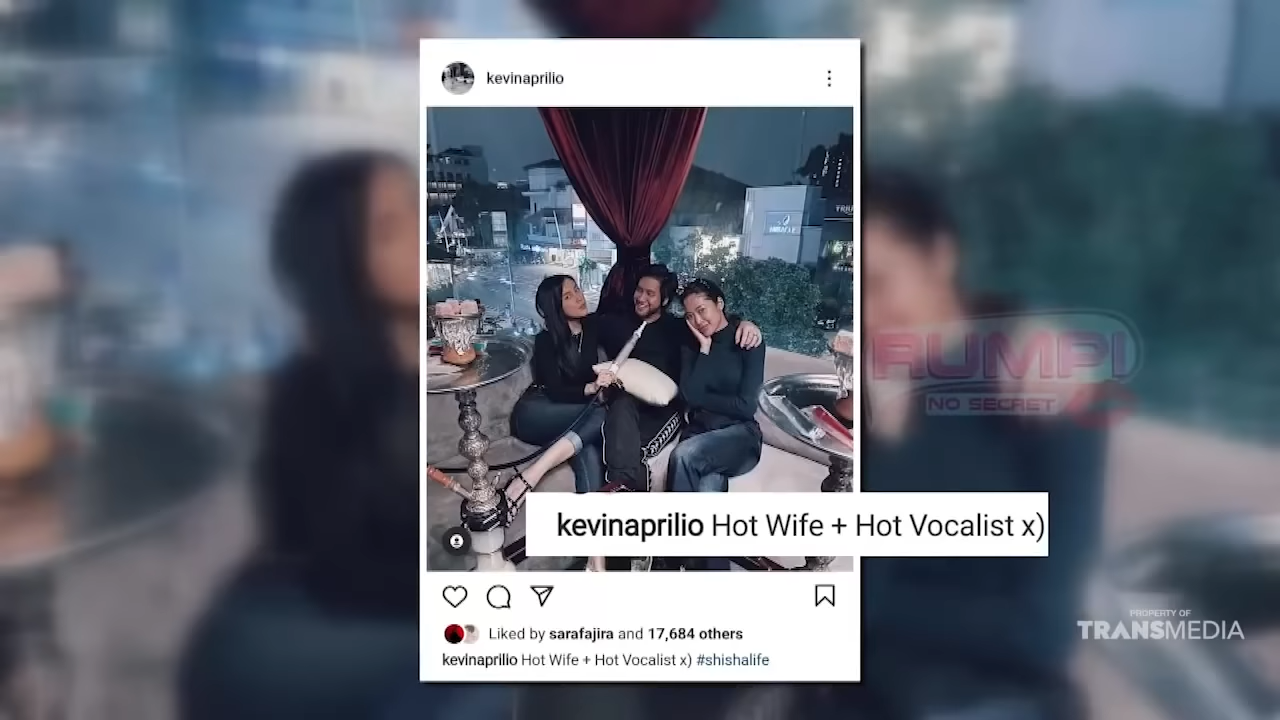 kevinaprilio
MIRACLE
RUMPI
NO SECRET
kevinaprilio Hot Wife + Hot Vocalist x)
Liked by sarafajira and 17,684 others
kevinaprilio Hot Wife + Hot Vocalist x) #shishalife
PROPERTY OF
TRANSMEDIA